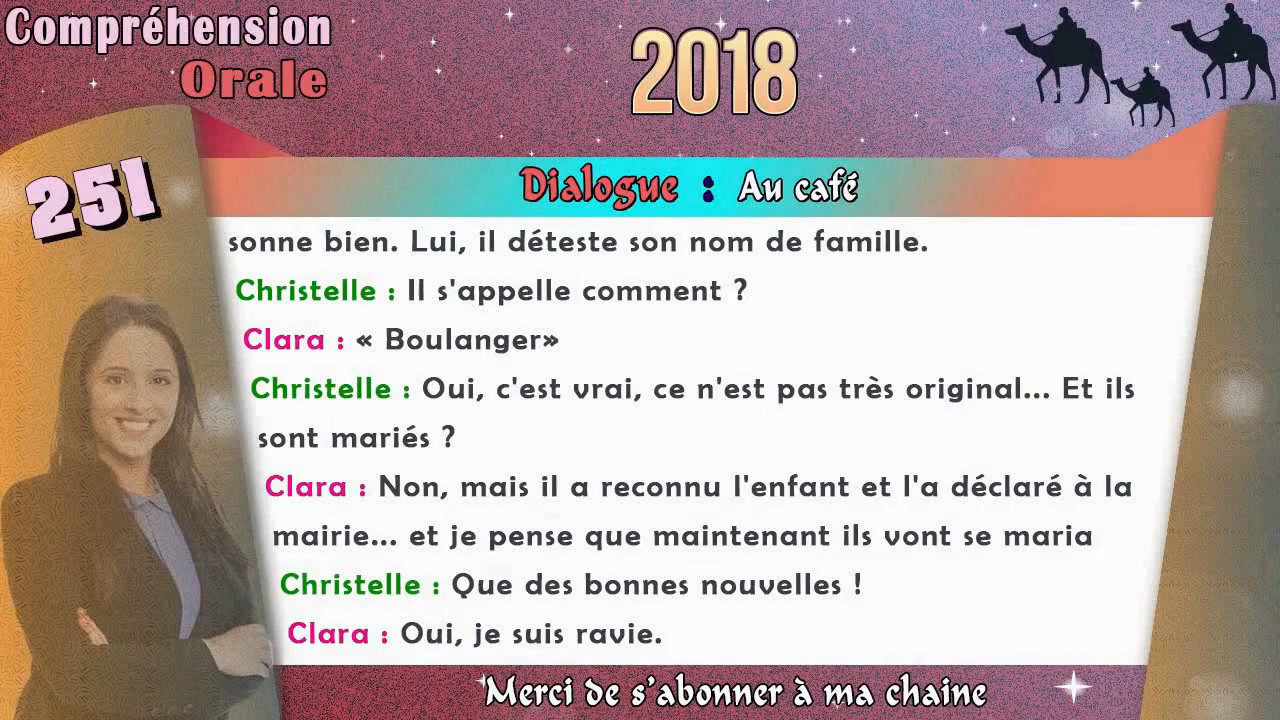 Compréhension
Orale
2018
251
Dialogue : Au café
sonne bien. Lui, il déteste son nom de famille.
Christelle : Il s'appelle comment ?
Clara : « Boulanger»
Christelle : Oui, c'est vrai, ce n'est pas très original... Et ils
sont mariés ?
Clara : Non, mais il a reconnu l'enfant et l'a déclaré à la
mairie... et je pense que maintenant ils vont se maria
Christelle : Que des bonnes nouvelles !
Clara : Oui, je suis ravie.
Merci de s'abonner à ma chaine